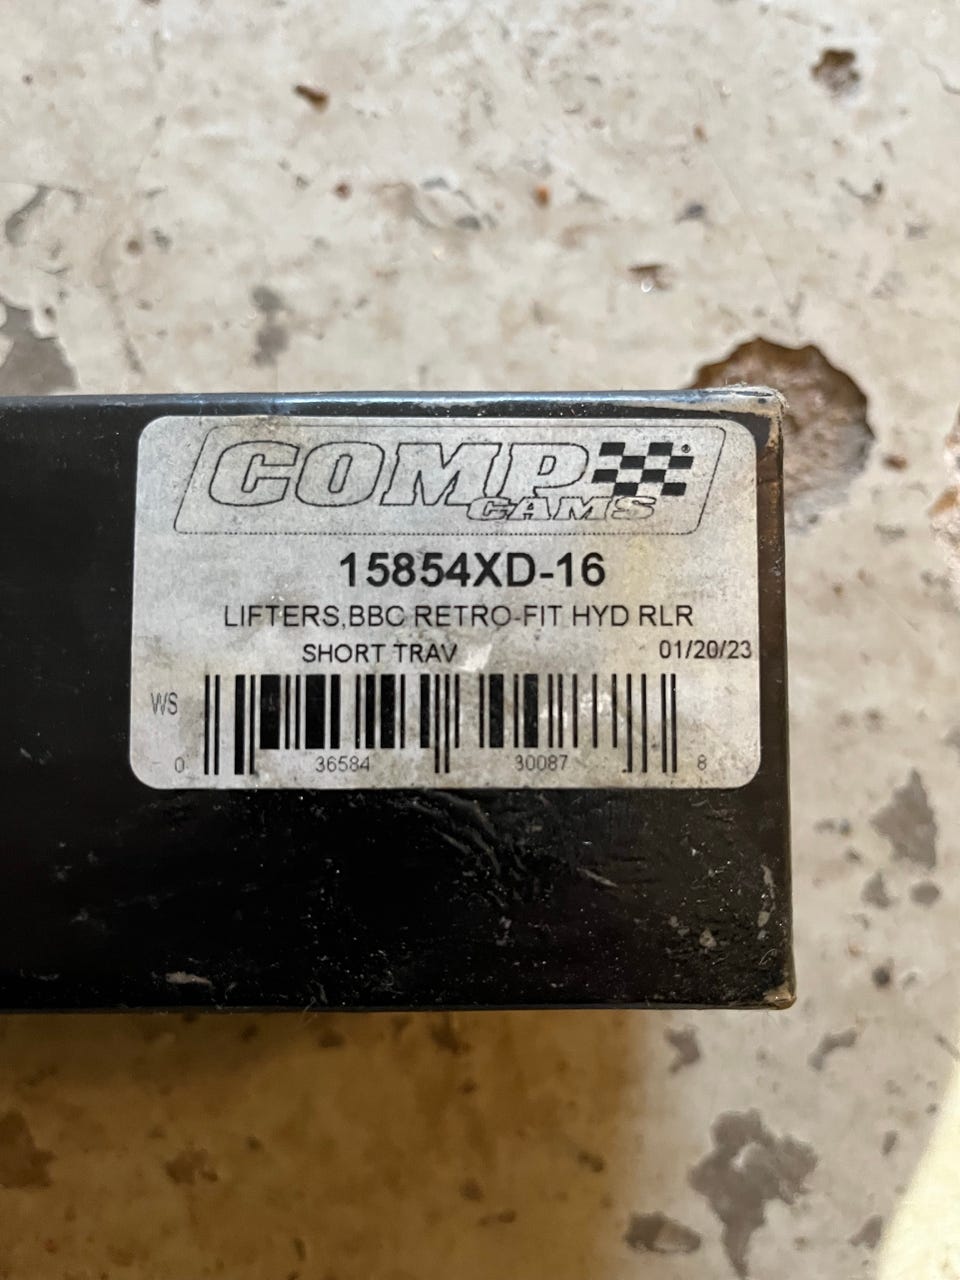 COMP
CAMS®
15854XD-16
LIFTERS,BBC RETRO-FIT HYD RLR
SHORT TRAV 01/20/23
WS
0 36584 30087 8